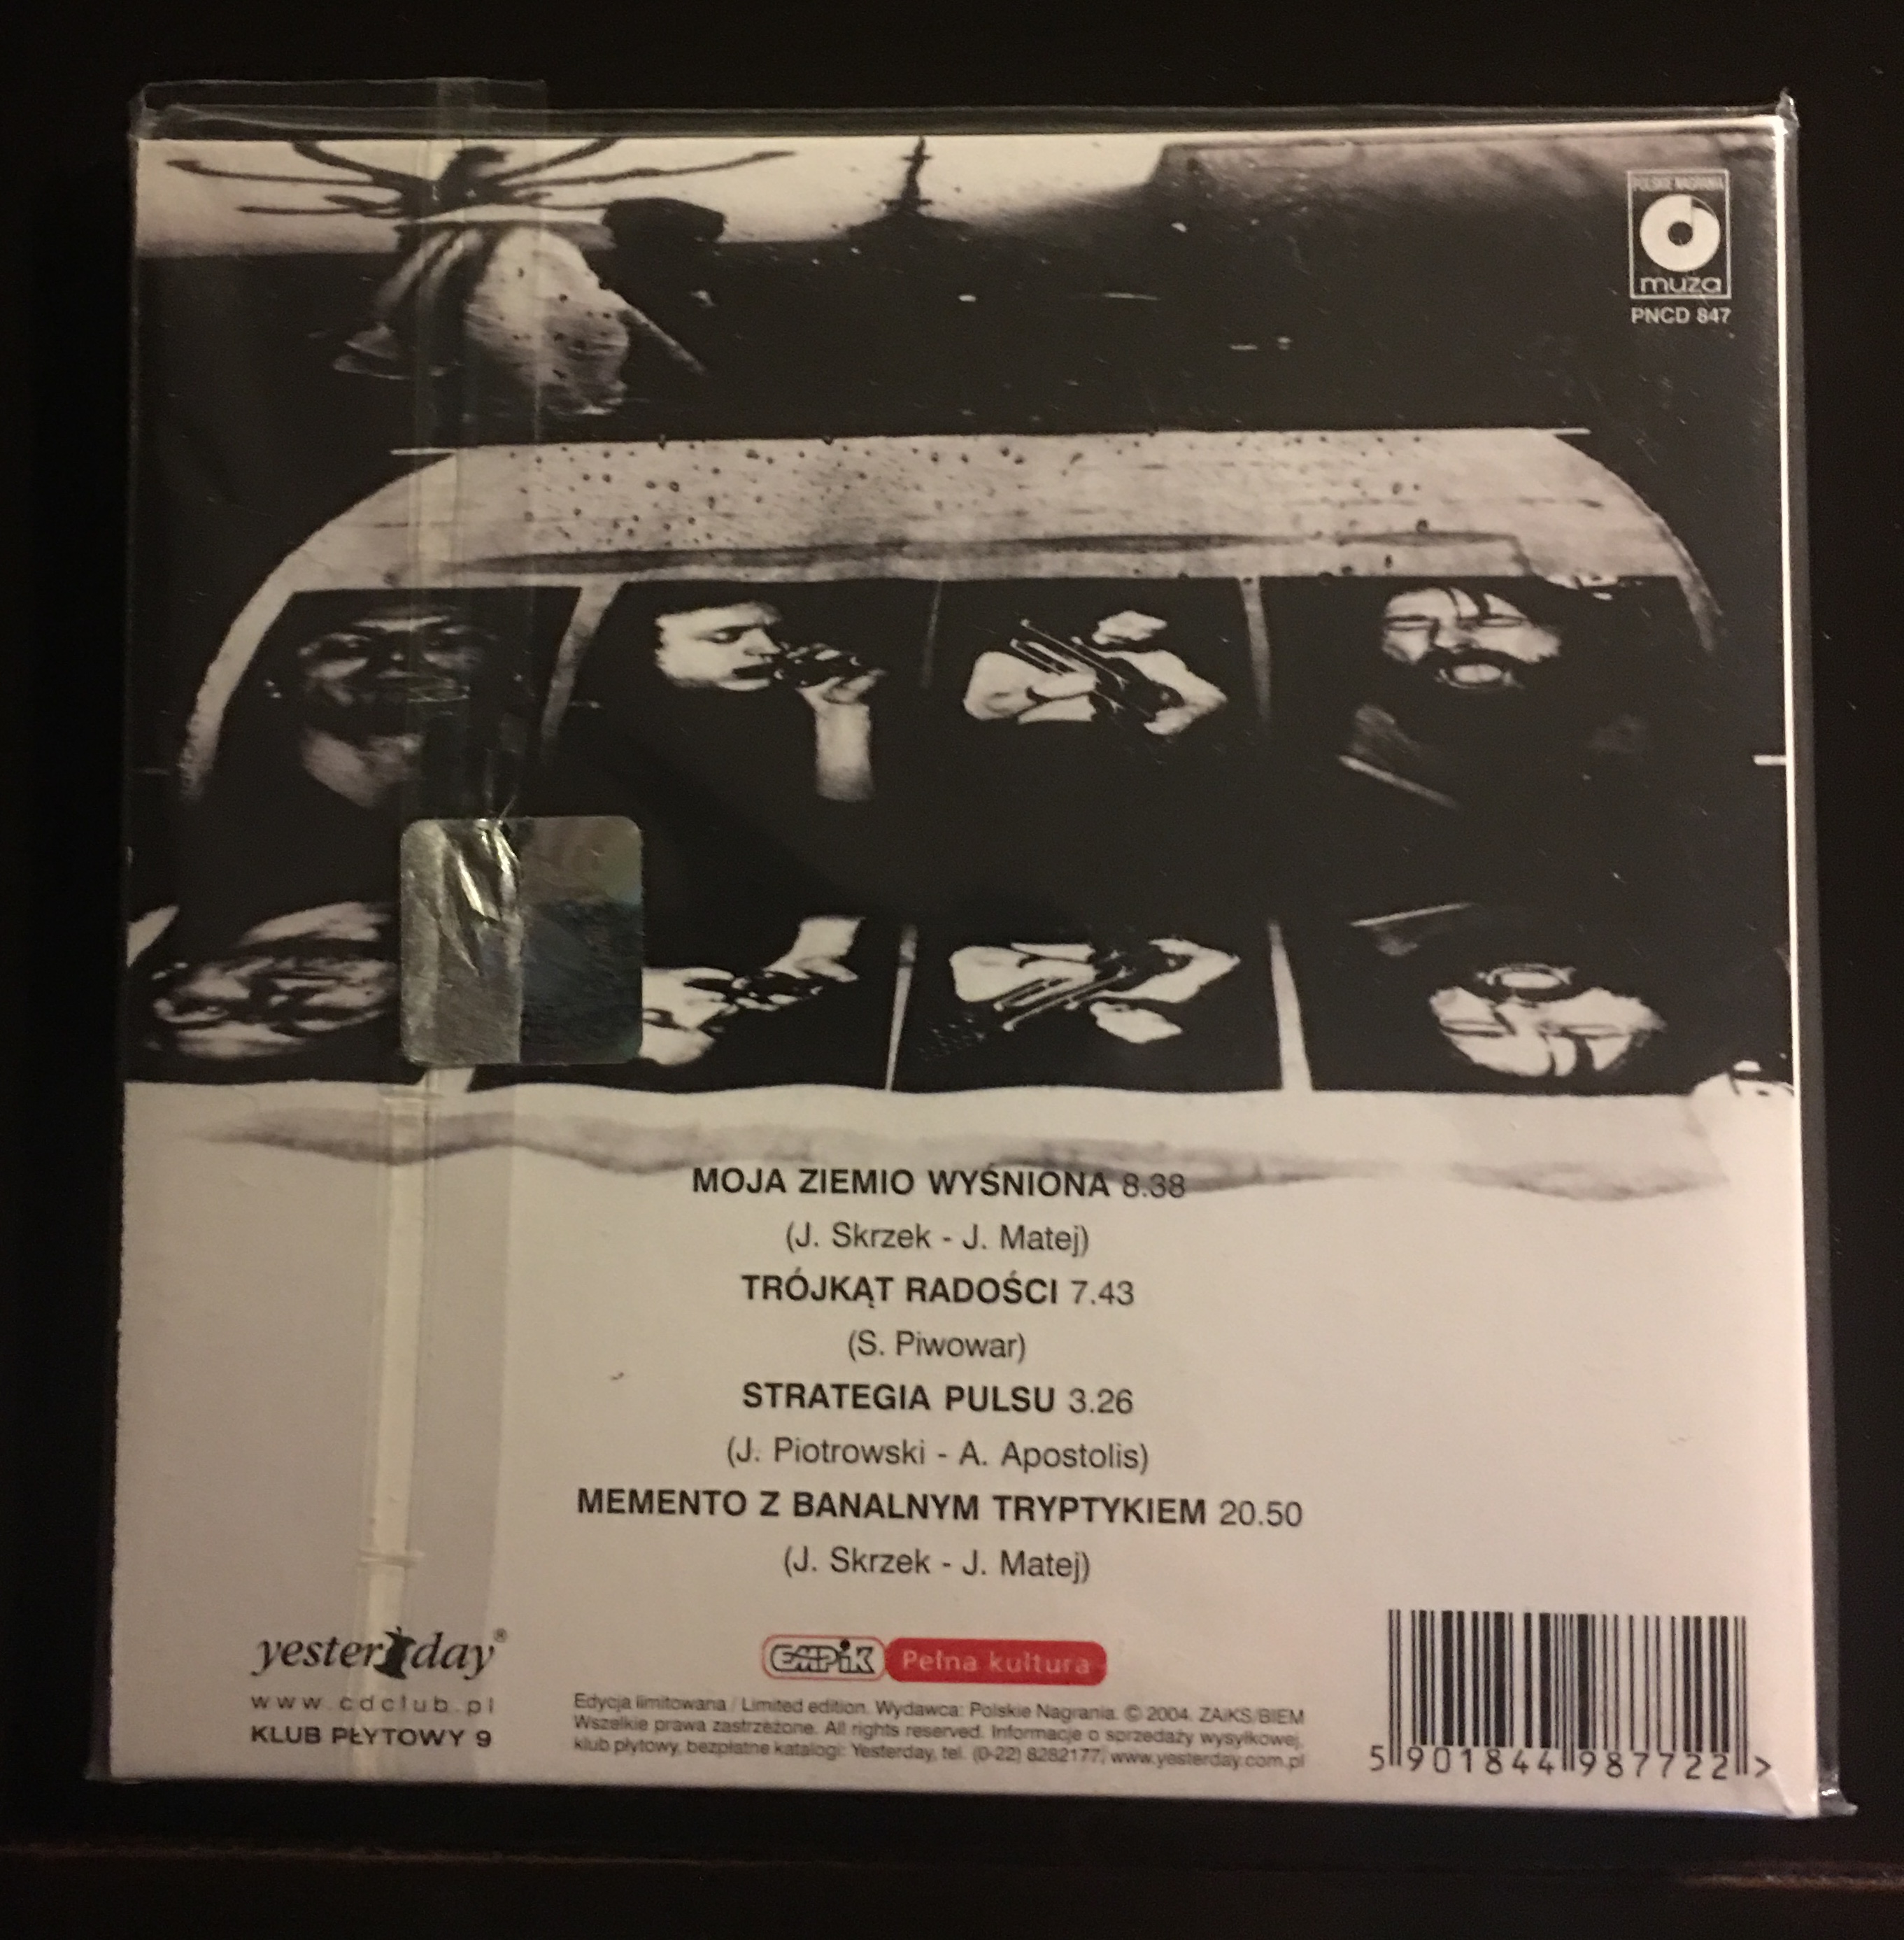 POLSKIE NAGRANIA
muza
PNCD 847
MOJA ZIEMIO WYŚNIONA 8.38
(J. Skrzek - J. Matej)
TRÓJKĄT RADOŚCI 7.43
(S. Piwowar)
STRATEGIA PULSU 3.26
(J. Piotrowski - A. Apostolis)
MEMENTO Z BANALNYM TRYPTYKIEM 20.50
(J. Skrzek - J. Matej)
yesterday®
www.cdclub.pl
KLUB PŁYTOWY 9
EMPiK Pełna kultura
Edycja limitowana / Limited edition. Wydawca: Polskie Nagrania. © 2004. ZAiKS/BIEM
Wszelkie prawa zastrzeżone. All rights reserved. Informacje o sprzedaży wysyłkowej,
klub płytowy, bezpłatne katalogi: Yesterday, tel. (0-22) 8282177, www.yesterday.com.pl
5 901844 987722 >